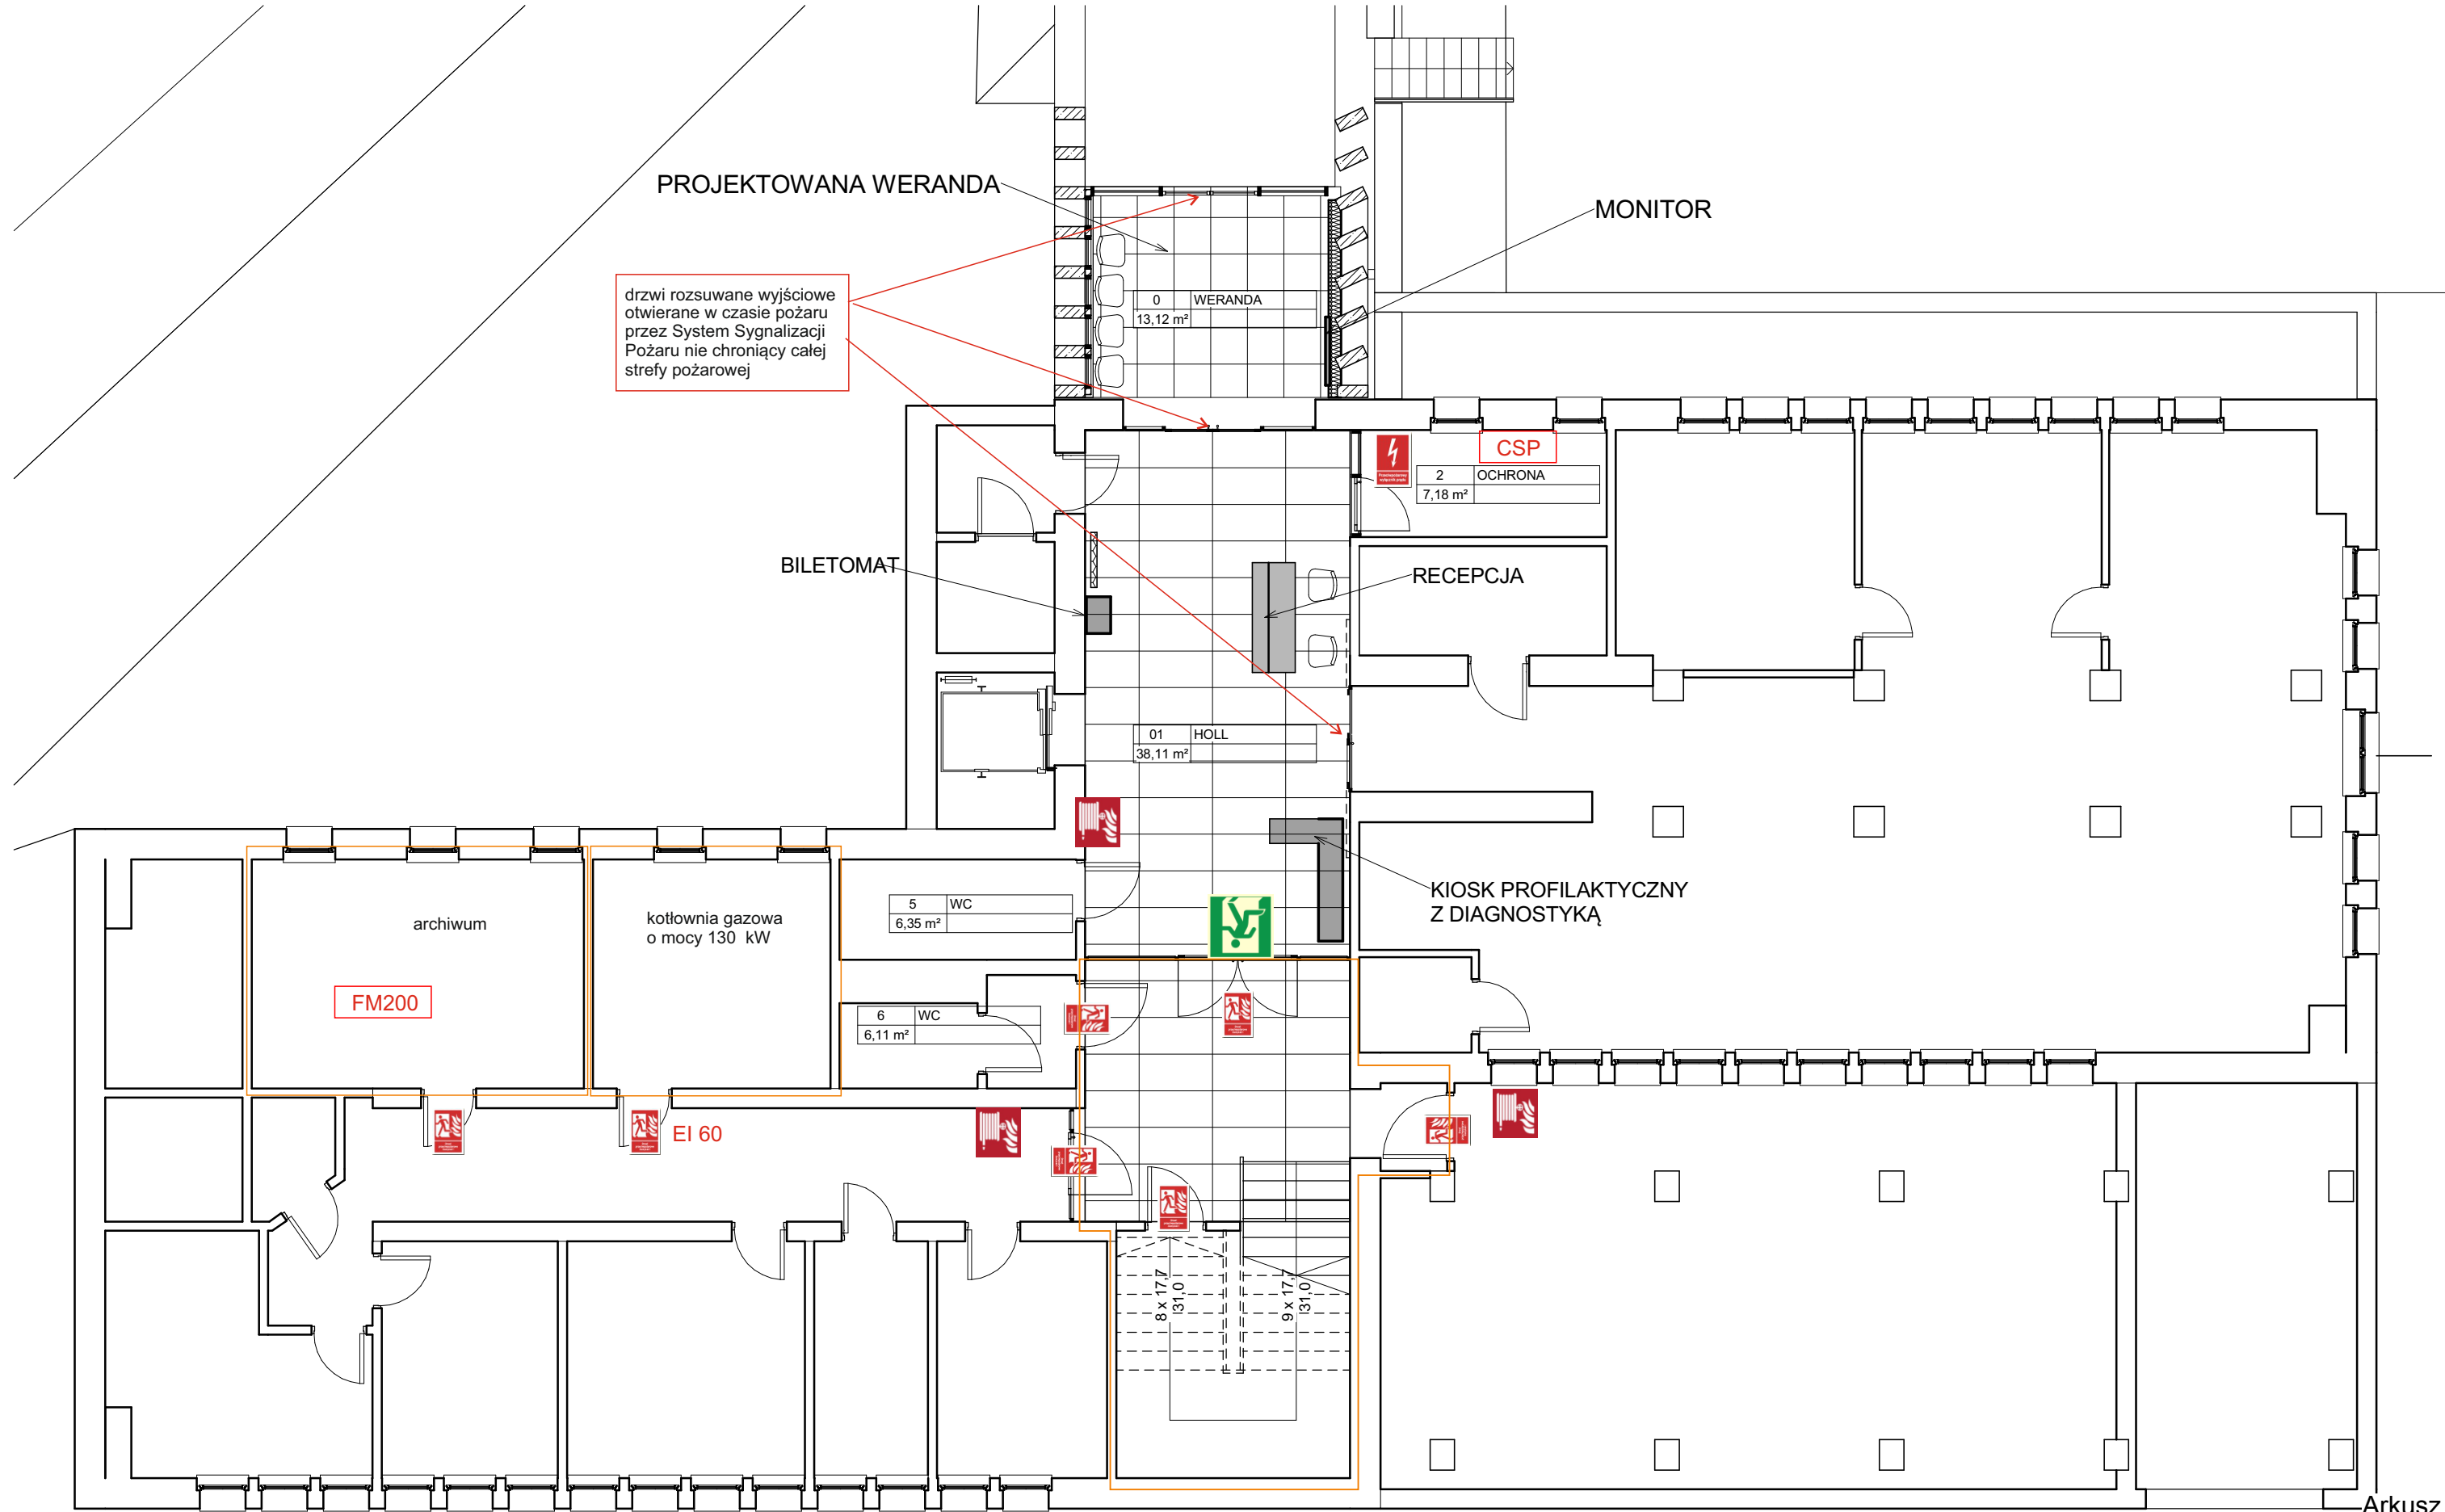 PROJEKTOWANA WERANDA
MONITOR
drzwi rozsuwane wyjściowe
otwierane w czasie pożaru
przez System Sygnalizacji
Pożaru nie chroniący całej
strefy pożarowej
0 WERANDA
13,12 m²
CSP
2 OCHRONA
7,18 m²
BILETOMAT
RECEPCJA
01 HOLL
38,11 m²
KIOSK PROFILAKTYCZNY
Z DIAGNOSTYKĄ
archiwum
kotłownia gazowa
o mocy 130 kW
5 WC
6,35 m²
FM200
6 WC
6,11 m²
EI 60
8 x 17,7
31,0
9 x 17,7
31,0
Arkusz